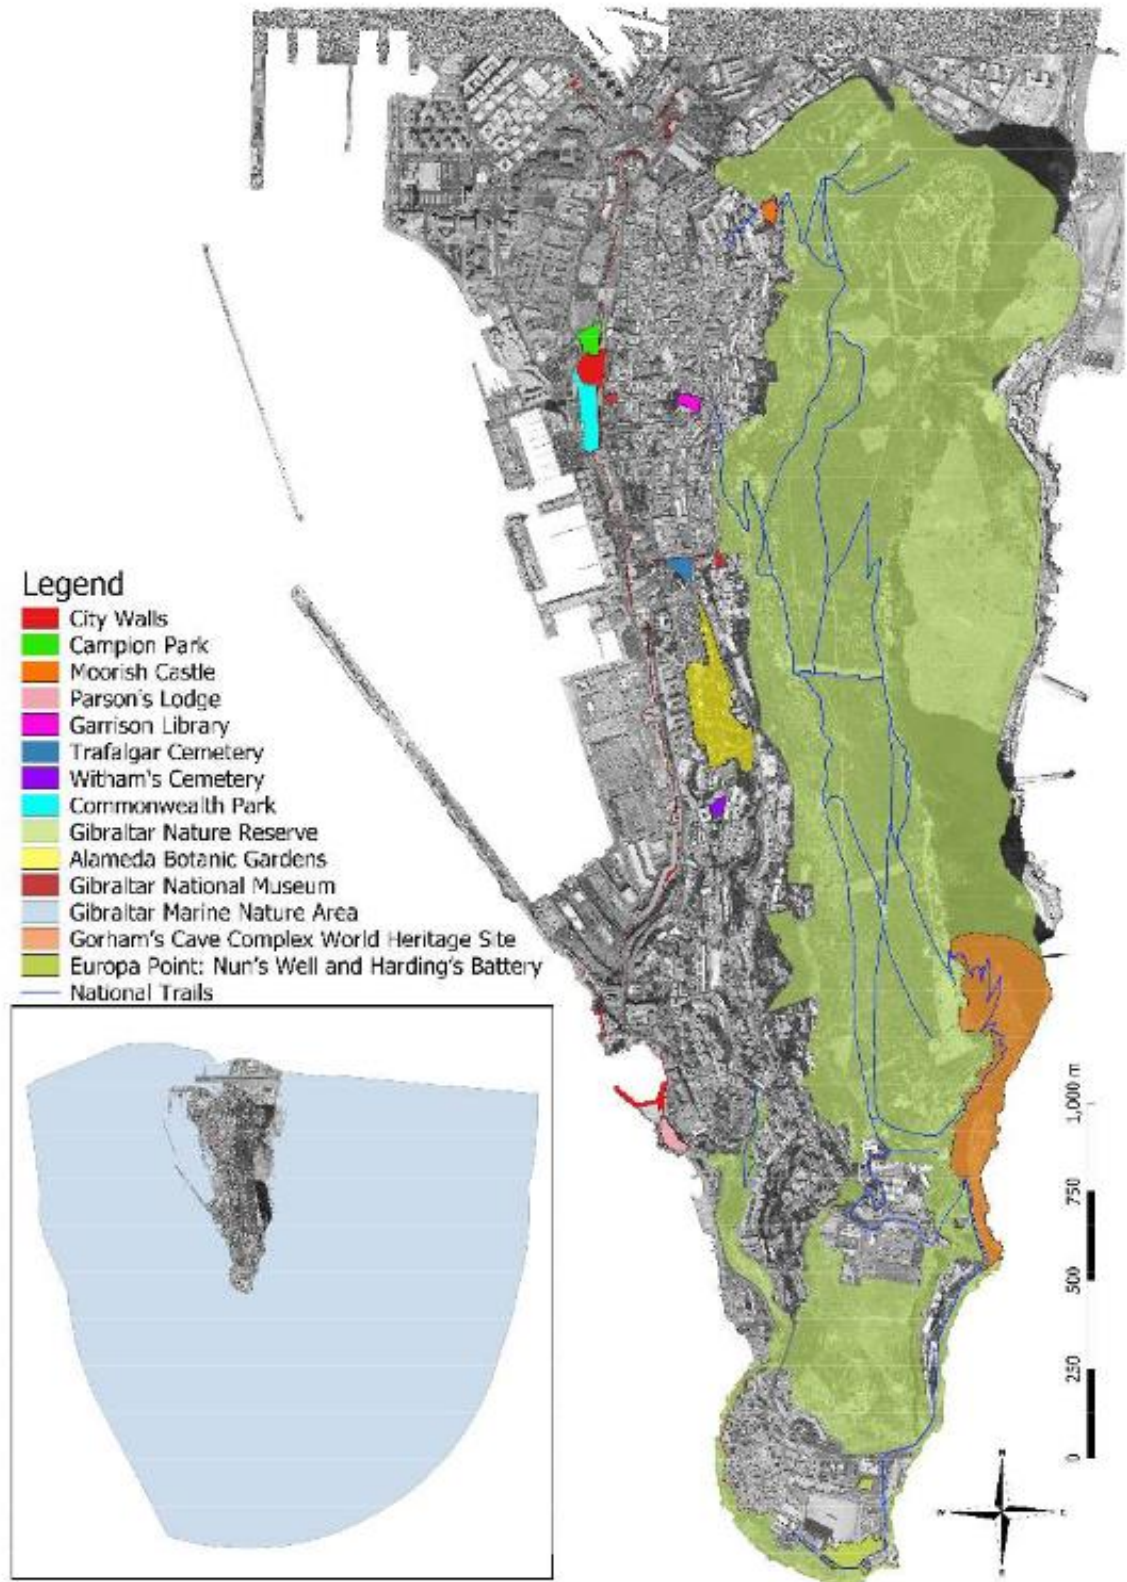 Legend
City Walls
Campion Park
Moorish Castle
Parson's Lodge
Garrison Library
Trafalgar Cemetery
Witham's Cemetery
Commonwealth Park
Gibraltar Nature Reserve
Alameda Botanic Gardens
Gibraltar National Museum
Gibraltar Marine Nature Area
Gorham's Cave Complex World Heritage Site
Europa Point: Nun's Well and Harding's Battery
National Trails
0 250 500 750 1,000 m
N
W E
S